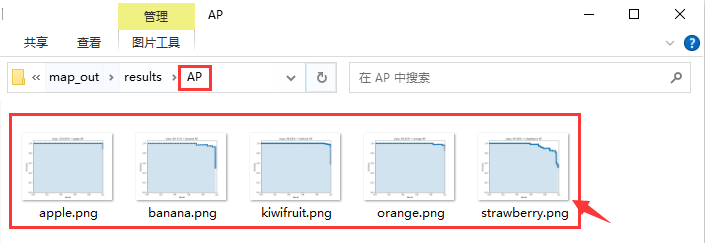 管理 AP
共享 查看 图片工具
« map_out › results › AP 在 AP 中搜索
apple.png banana.png kiwifruit.png orange.png strawberry.png